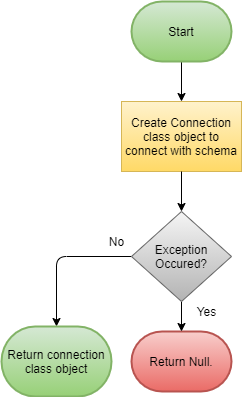 Start
Create Connection
class object to
connect with schema
Exception
Occured?
No
Yes
Return connection
class object
Return Null.